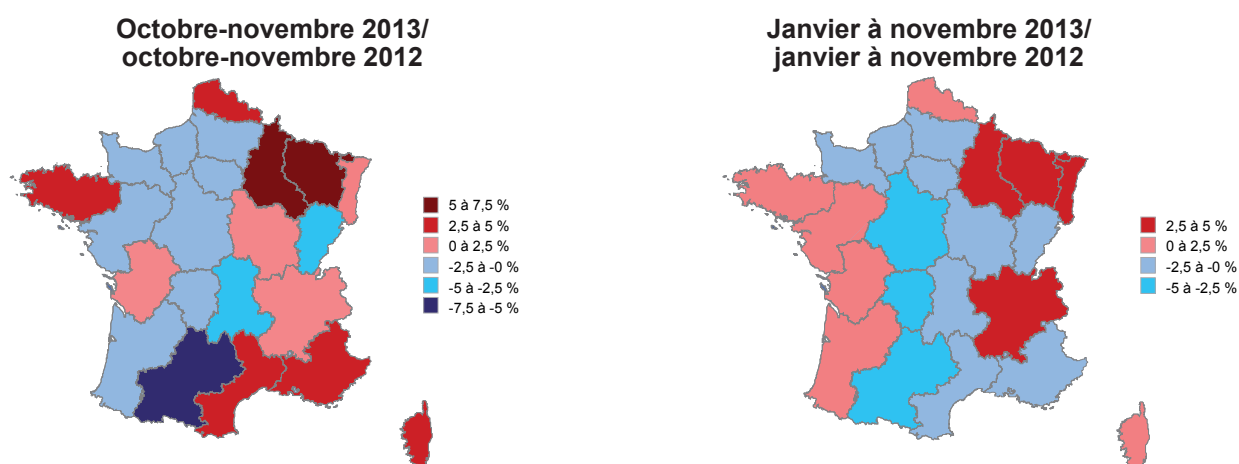 Octobre-novembre 2013/
octobre-novembre 2012
5 à 7,5 %
2,5 à 5 %
0 à 2,5 %
-2,5 à -0 %
-5 à -2,5 %
-7,5 à -5 %
Janvier à novembre 2013/
janvier à novembre 2012
2,5 à 5 %
0 à 2,5 %
-2,5 à -0 %
-5 à -2,5 %